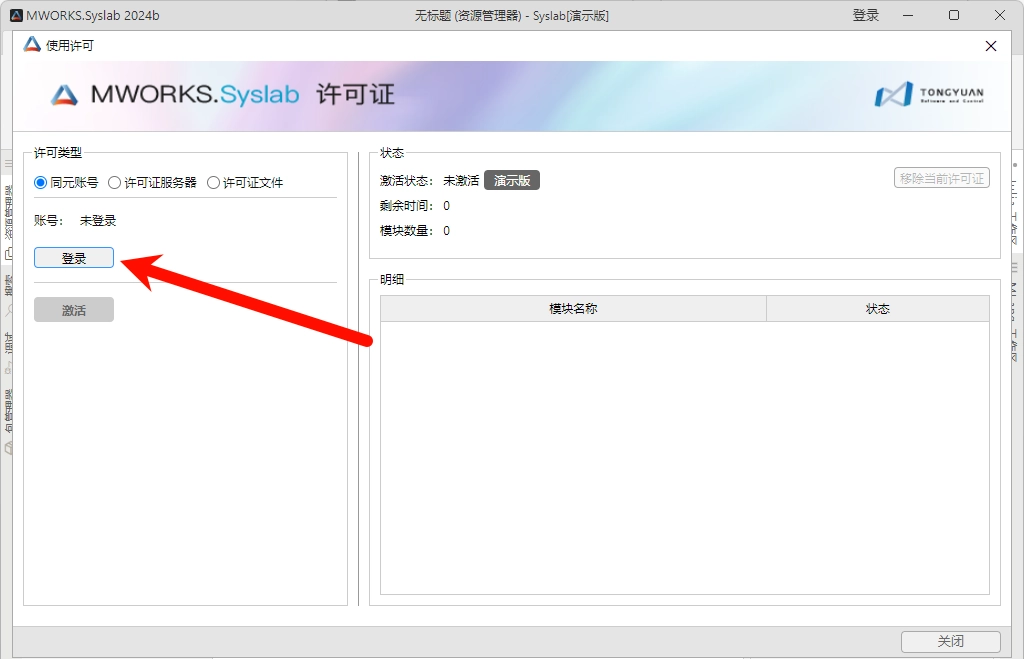 MWORKS.Syslab 2024b
无标题 (资源管理器) - Syslab[演示版]
登录
使用许可
MWORKS.Syslab 许可证
TONGYUAN
Software and Control
许可类型
同元账号 许可证服务器 许可证文件
账号: 未登录
登录
激活
状态
激活状态: 未激活 演示版
移除当前许可证
剩余时间: 0
模块数量: 0
明细
模块名称 状态
关闭